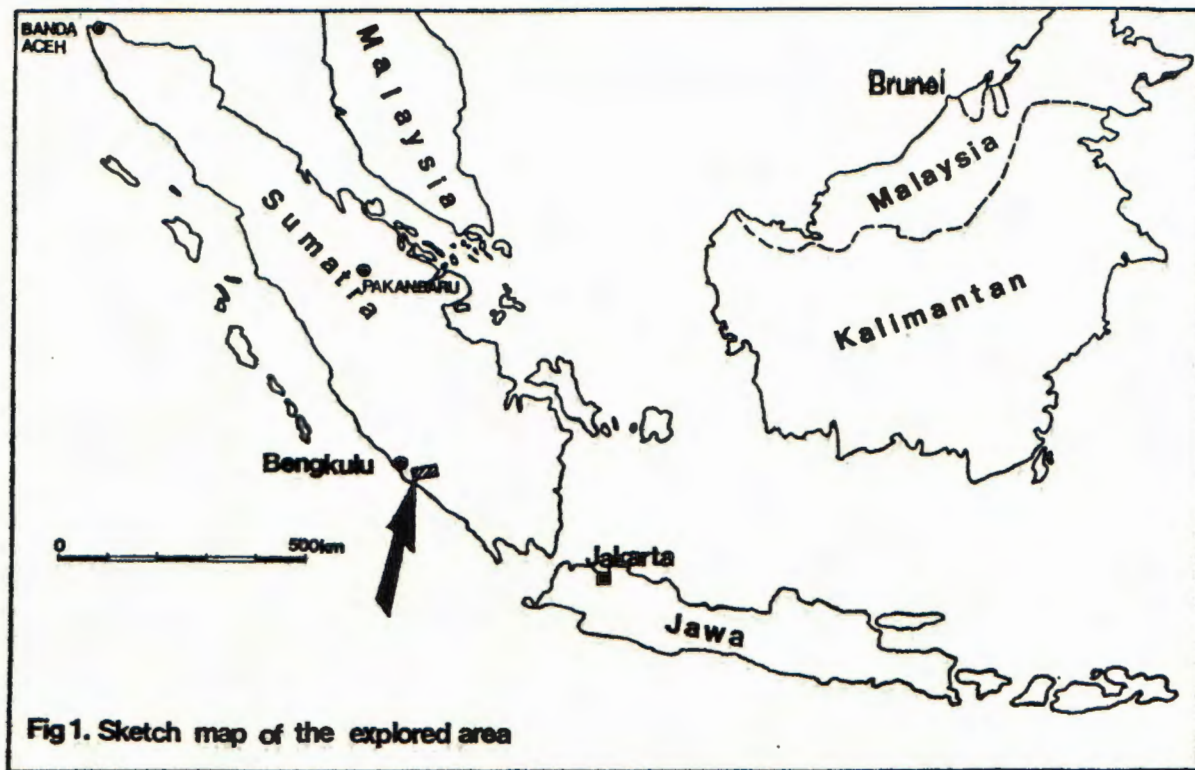 BANDA
ACEH
Malaysia
Brunei
Malaysia
Sumatra
PAKANBARU
Kalimantan
Bengkulu
0 500km
Jakarta
Jawa
Fig 1. Sketch map of the explored area